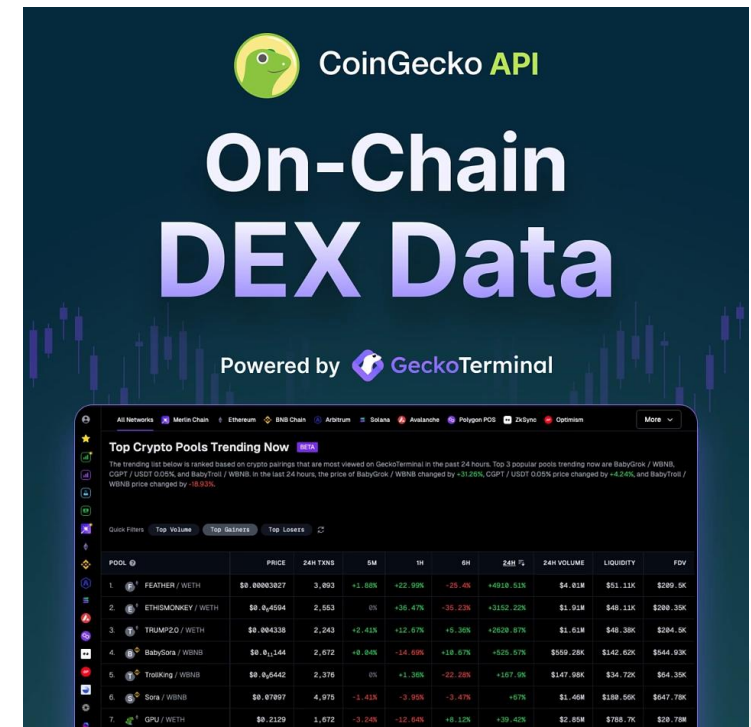 CoinGecko API
On-Chain
DEX Data
Powered by GeckoTerminal
All Networks Merlin Chain Ethereum BNB Chain Arbitrum Solana Avalanche Polygon POS ZkSync Optimism More
Top Crypto Pools Trending Now BETA
The trending list below is ranked based on crypto pairings that are most viewed on GeckoTerminal in the past 24 hours. Top 3 popular pools trending now are BabyGrok / WBNB,
CGPT / USDT 0.05%, and BabyTroll / WBNB. In the last 24 hours, the price of BabyGrok / WBNB changed by +31.26%, CGPT / USDT 0.05% price changed by +4.24%, and BabyTroll /
WBNB price changed by -18.93%.
Quick Filters Top Volume Top Gainers Top Losers
POOL PRICE 24H TXNS 5M 1H 6H 24H 24H VOLUME LIQUIDITY FDV
1. FEATHER / WETH $0.00003027 3,093 +1.88% +22.99% -25.4% +4910.51% $4.01M $51.11K $209.5K
2. ETHISMONKEY / WETH 2,553 0% +36.47% -35.23% +3152.22% $1.91M $48.11K $200.35K
3. TRUMP2.0 / WETH $0.004338 2,243 +2.41% +12.67% +5.36% +2620.87% $1.61M $48.38K $204.5K
4. BabySora / WBNB $0.0₁₁144 2,672 +0.04% -14.69% +10.67% +525.57% $559.28K $142.62K $544.93K
5. TrollKing / WBNB 2,376 0% +1.36% -22.28% +167.9% $147.98K $34.72K $64.35K
6. Sora / WBNB $0.07097 4,975 -1.41% -3.95% -3.47% +67% $1.46M $180.56K $647.78K
7. GPU / WETH $0.2129 1,672 -3.24% -12.64% +8.12% +39.42% $2.85M $788.7K $20.78M